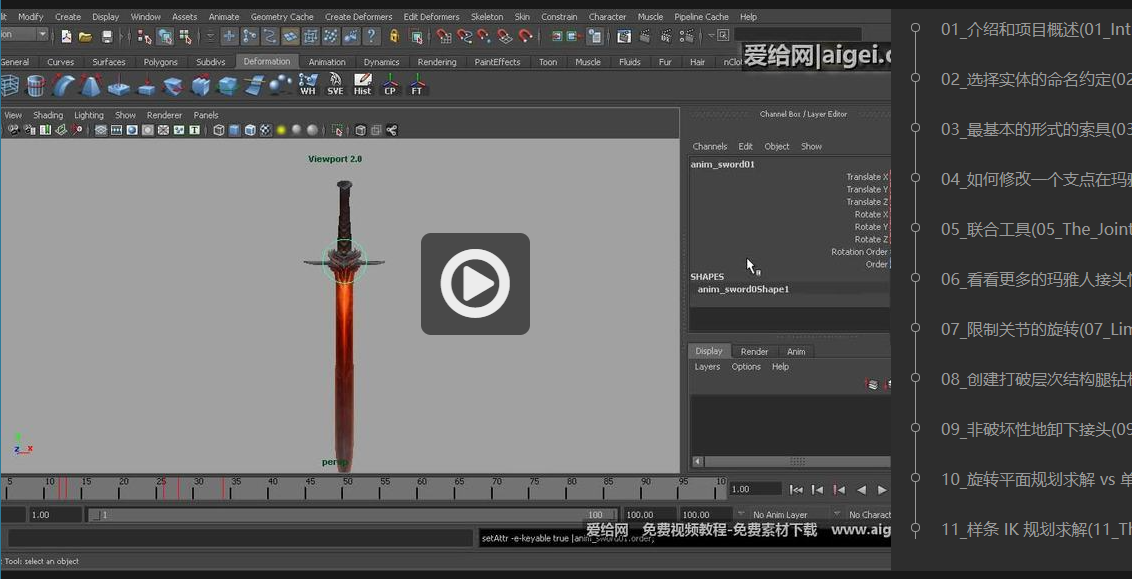 Modify Create Display Window Assets Animate Geometry Cache Create Deformers Edit Deformers Skeleton Skin Constrain Character Muscle Pipeline Cache Help
爱给网|aigei.c
General Curves Surfaces Polygons Subdivs Deformation Animation Dynamics Rendering PaintEffects Toon Muscle Fluids Fur Hair nClot
WH SVE Hist CP FT
View Shading Lighting Show Renderer Panels
Viewport 2.0
persp
Channel Box / Layer Editor
Channels Edit Object Show
anim_sword01
Translate X
Translate Y
Translate Z
Rotate X
Rotate Y
Rotate Z
Rotation Order
Order
SHAPES
anim_sword0Shape1
Display Render Anim
Layers Options Help
5 10 15 20 25 30 35 40 45 50 55 60 65 70 75 80 85 90 95 10
1.00
1.00 1 100 100.00 100.00 No Anim Layer No Charact
爱给网 免费视频教程-免费素材下载 www.aig
setAttr -e-keyable true |anim_sword01.order;
Tool: select an object
01_介绍和项目概述(01_Int
02_选择实体的命名约定(02
03_最基本的形式的索具(03
04_如何修改一个支点在玛雅
05_联合工具(05_The_Joint
06_看看更多的玛雅人接头
07_限制关节的旋转(07_Lim
08_创建打破层次结构腿钻
09_非破坏性地卸下接头(09
10_旋转平面规划求解 vs 单
11_样条 IK 规划求解(11_Th